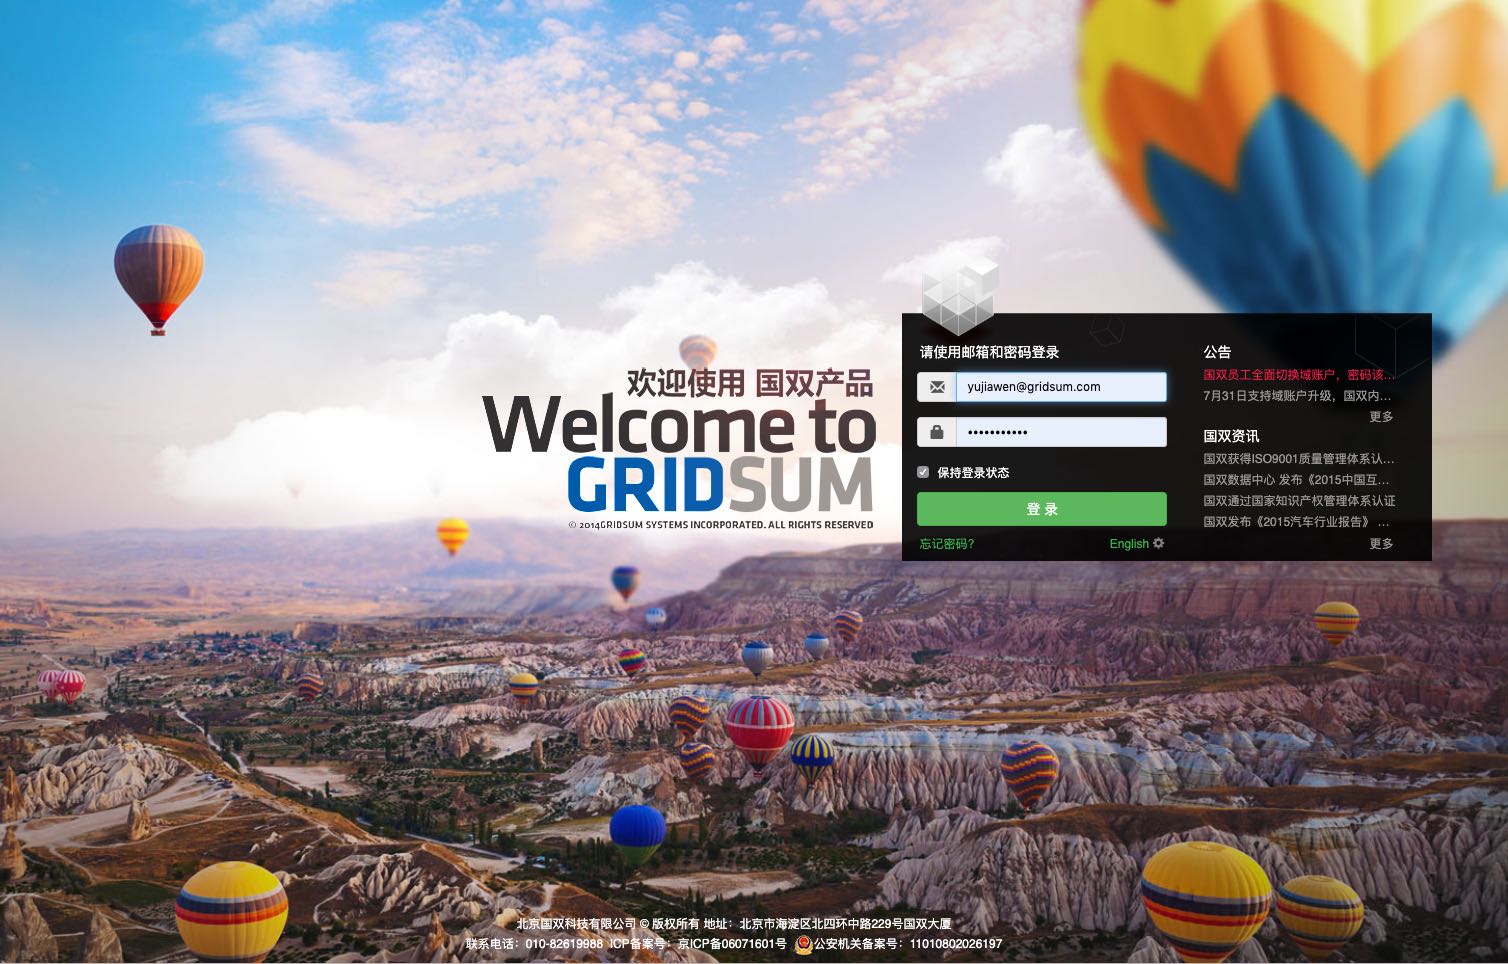 欢迎使用 国双产品
Welcome to
GRIDSUM
© 2014GRIDSUM SYSTEMS INCORPORATED. ALL RIGHTS RESERVED
请使用邮箱和密码登录
yujiawen@gridsum.com
•••••••••••
保持登录状态
登 录
忘记密码?
English
公告
国双员工全面切换域账户，密码该...
7月31日支持域账户升级，国双内...
更多
国双资讯
国双获得ISO9001质量管理体系认...
国双数据中心 发布《2015中国互...
国双通过国家知识产权管理体系认证
国双发布《2015汽车行业报告》 ...
更多
北京国双科技有限公司 © 版权所有 地址：北京市海淀区北四环中路229号国双大厦
联系电话：010-82619988 ICP备案号：京ICP备06071601号 公安机关备案号：11010802026197